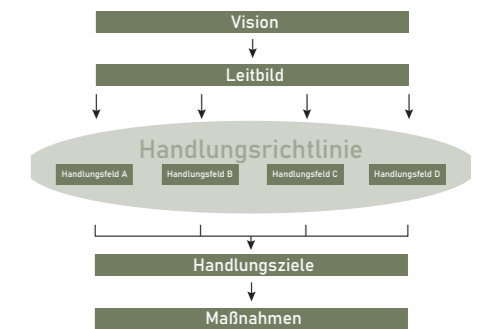 Vision
Leitbild
Handlungsrichtlinie
Handlungsfeld A
Handlungsfeld B
Handlungsfeld C
Handlungsfeld D
Handlungsziele
Maßnahmen